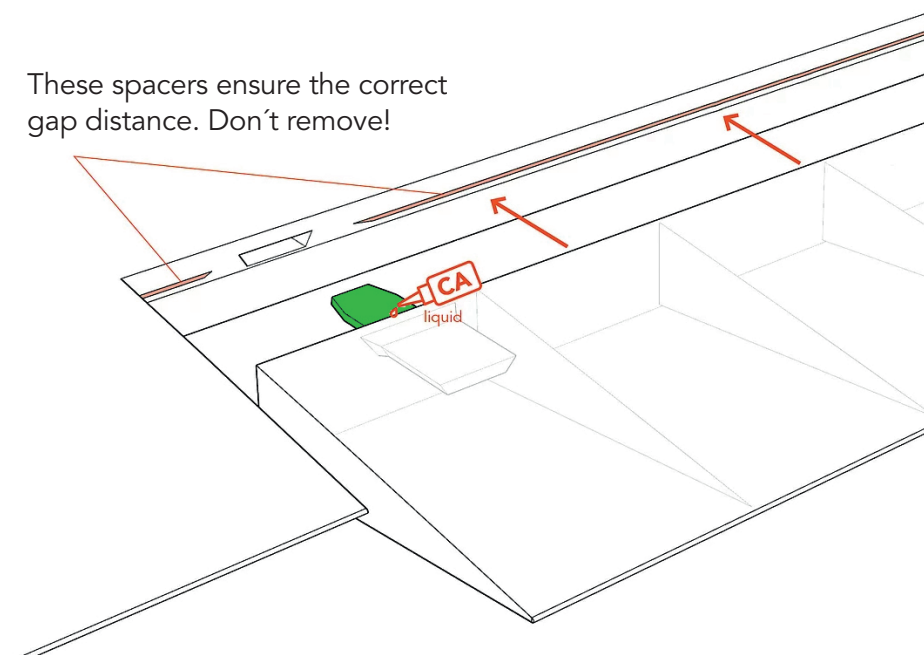 These spacers ensure the correct
gap distance. Don´t remove!
CA
liquid